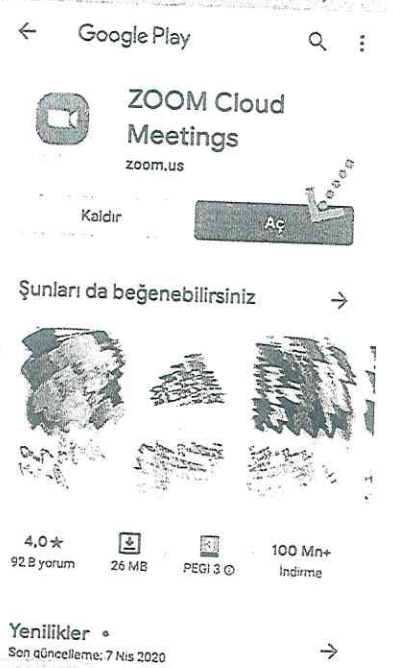 Google Play
ZOOM Cloud
Meetings
zoom.us
Kaldır
Aç
Şunları da beğenebilirsiniz
4,0★
92 B yorum
26 MB
PEGI 3
100 Mn+
İndirme
Yenilikler •
Son güncelleme: 7 Nis 2020